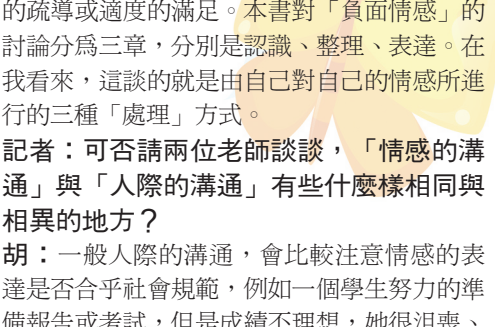 的疏導或適度的滿足。本書對「負面情感」的
討論分爲三章，分別是認識、整理、表達。在
我看來，這談的就是由自己對自己的情感所進
行的三種「處理」方式。
記者：可否請兩位老師談談，「情感的溝
通」與「人際的溝通」有些什麼樣相同與
相異的地方？
胡：一般人際的溝通，會比較注意情感的表
達是否合乎社會規範，例如一個學生努力的準
備報告或考試，但是成績不理想，她很沮喪、